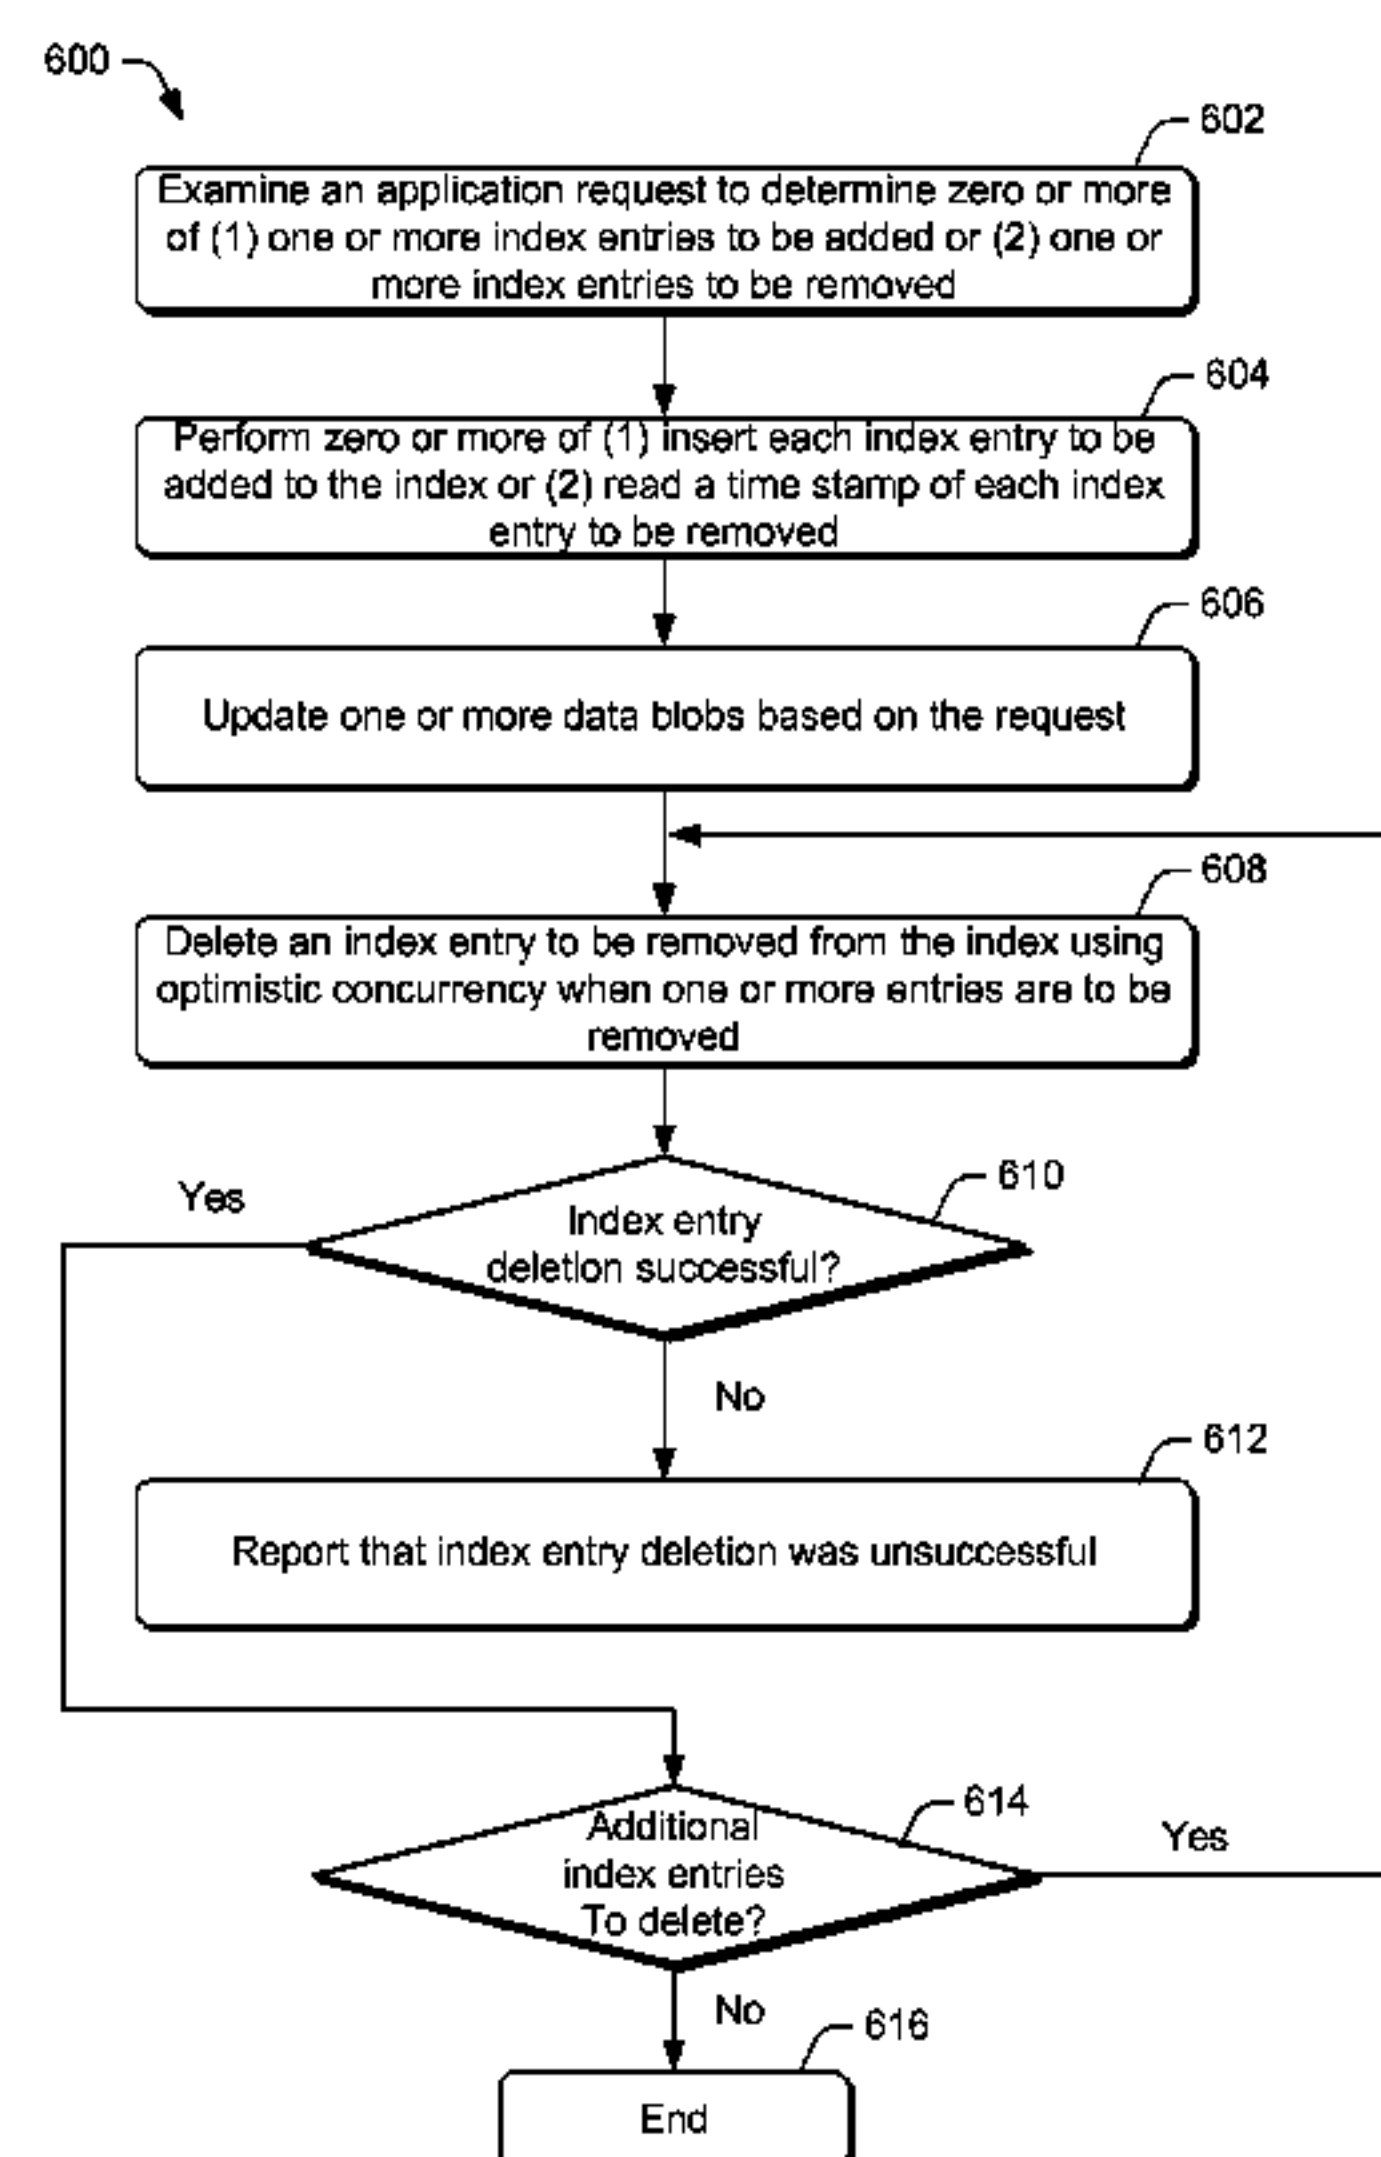 600
602
Examine an application request to determine zero or more
of (1) one or more index entries to be added or (2) one or
more index entries to be removed
604
Perform zero or more of (1) insert each index entry to be
added to the index or (2) read a time stamp of each index
entry to be removed
606
Update one or more data blobs based on the request
608
Delete an index entry to be removed from the index using
optimistic concurrency when one or more entries are to be
removed
610
Yes
Index entry
deletion successful?
No
612
Report that index entry deletion was unsuccessful
614
Additional
index entries
To delete?
Yes
No
616
End